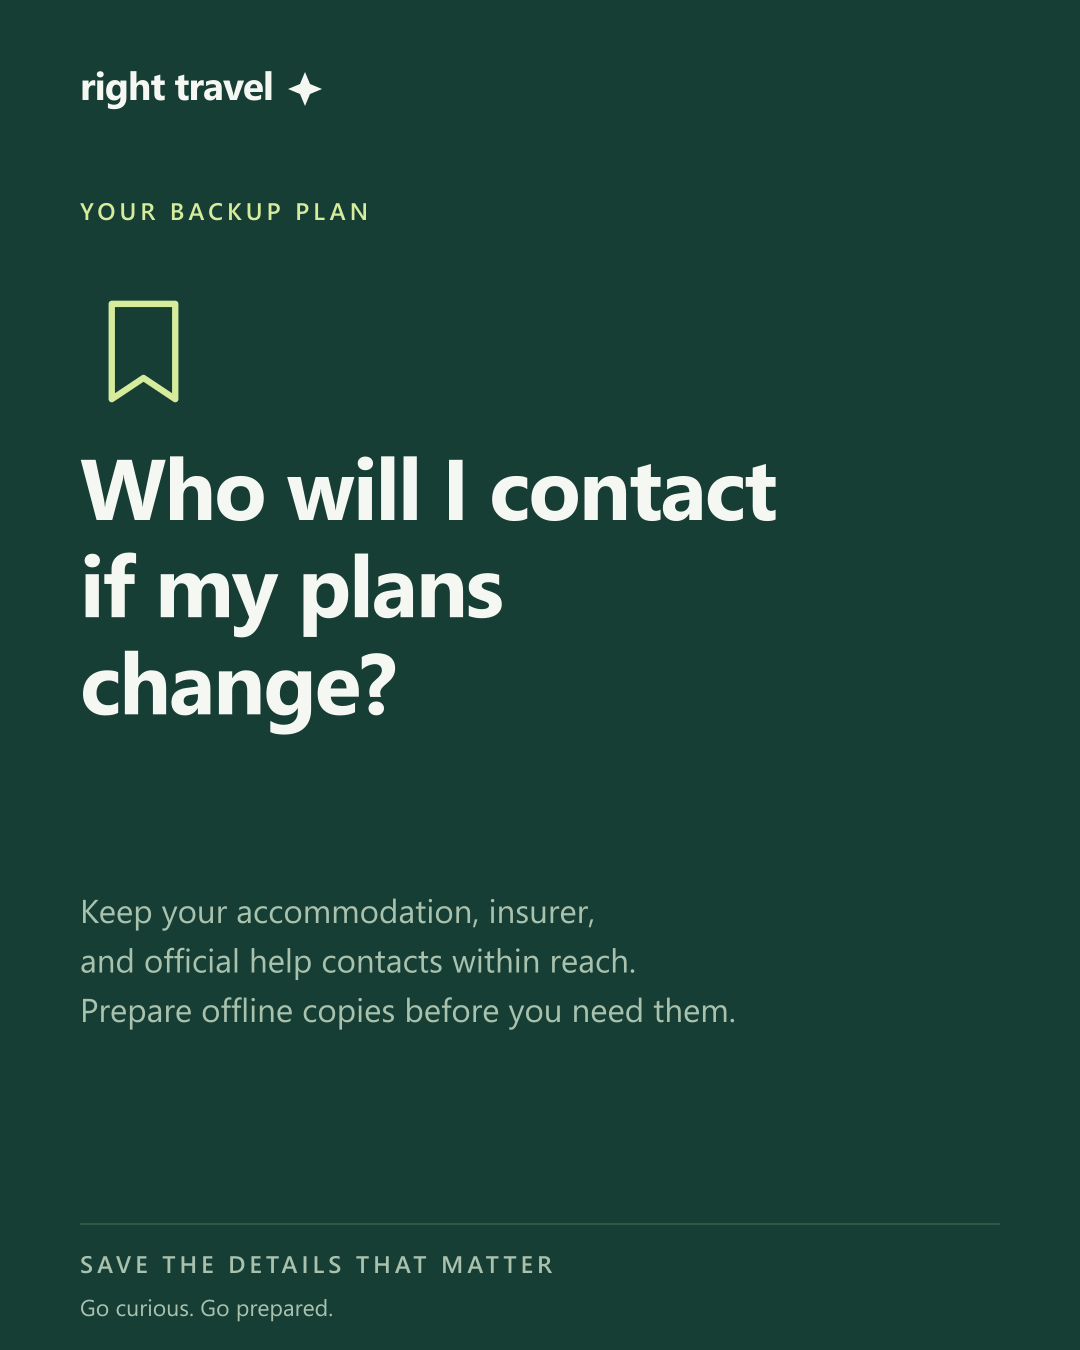 right travel
YOUR BACKUP PLAN
Who will I contact
if my plans
change?
Keep your accommodation, insurer,
and official help contacts within reach.
Prepare offline copies before you need them.
SAVE THE DETAILS THAT MATTER
Go curious. Go prepared.